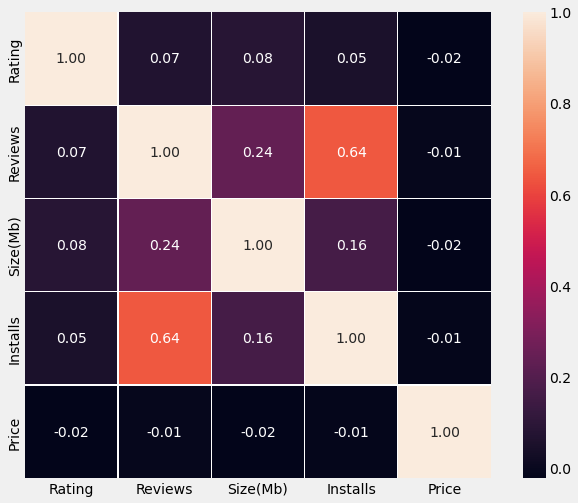 Rating 1.00 0.07 0.08 0.05 -0.02
Reviews 0.07 1.00 0.24 0.64 -0.01
Size(Mb) 0.08 0.24 1.00 0.16 -0.02
Installs 0.05 0.64 0.16 1.00 -0.01
Price -0.02 -0.01 -0.02 -0.01 1.00
Rating Reviews Size(Mb) Installs Price
1.0
0.8
0.6
0.4
0.2
0.0